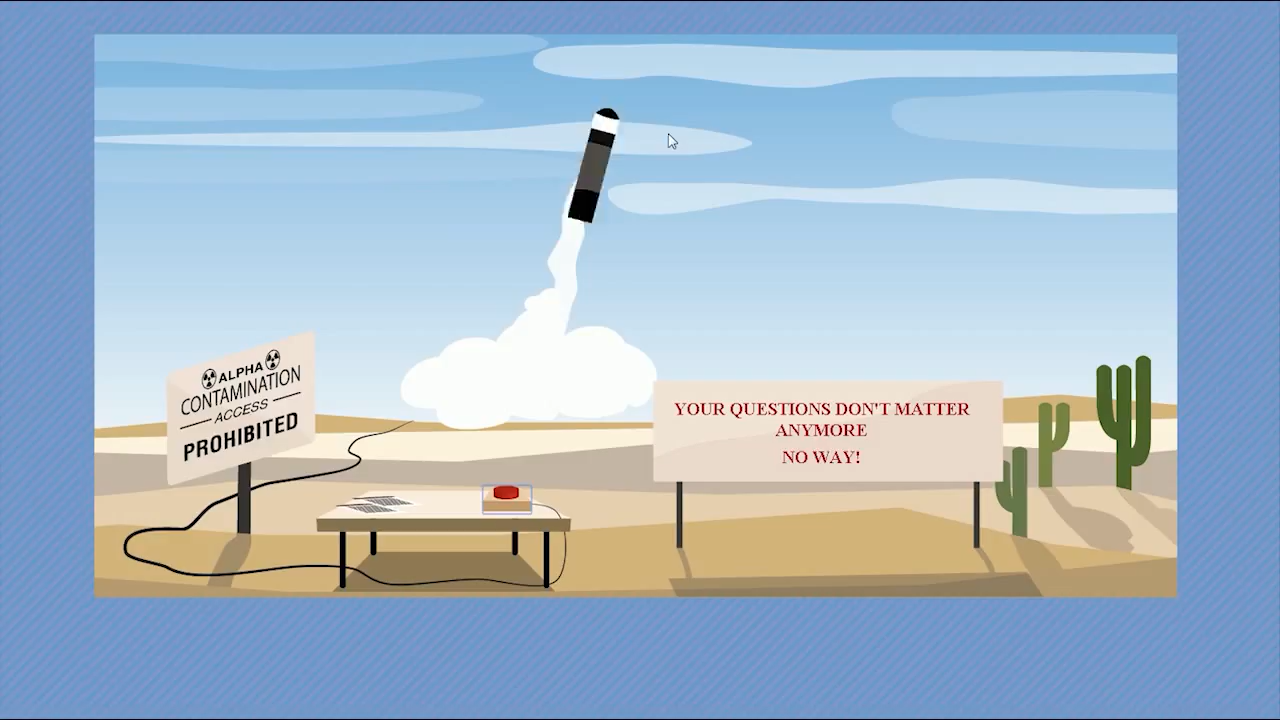 ALPHA
CONTAMINATION
ACCESS
PROHIBITED
YOUR QUESTIONS DON'T MATTER
ANYMORE
NO WAY!